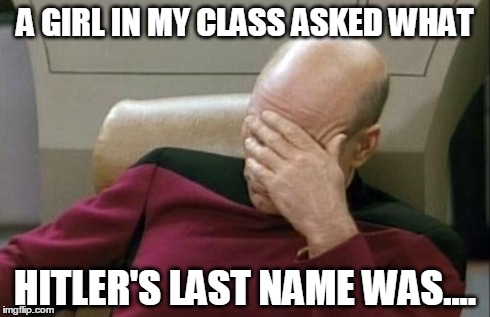 A GIRL IN MY CLASS ASKED WHAT
HITLER'S LAST NAME WAS....
imgflip.com